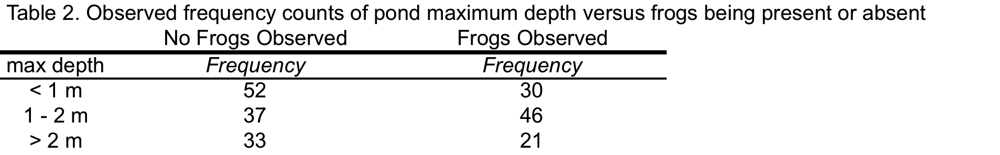 Table 2. Observed frequency counts of pond maximum depth versus frogs being present or absent
No Frogs Observed Frogs Observed
max depth Frequency Frequency
< 1 m 52 30
1 - 2 m 37 46
> 2 m 33 21